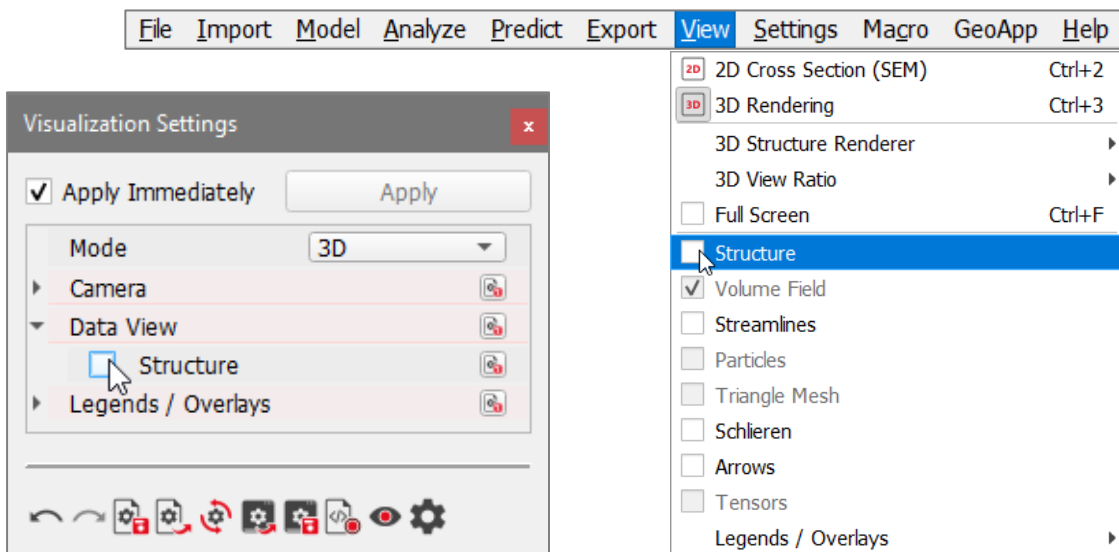 File Import Model Analyze Predict Export View Settings Macro GeoApp Help
2D 2D Cross Section (SEM) Ctrl+2
3D 3D Rendering Ctrl+3
3D Structure Renderer
3D View Ratio
Full Screen Ctrl+F
Structure
Volume Field
Streamlines
Particles
Triangle Mesh
Schlieren
Arrows
Tensors
Legends / Overlays
Visualization Settings x
Apply Immediately Apply
Mode 3D
Camera
Data View
Structure
Legends / Overlays